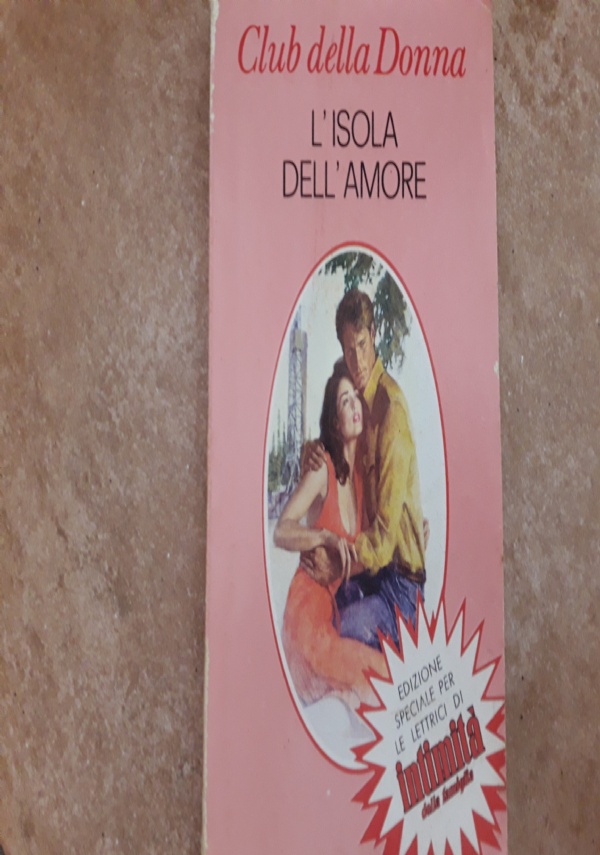 Club della Donna
L'ISOLA
DELL'AMORE
EDIZIONE
SPECIALE PER
LE LETTRICI DI
intimità
della famiglia